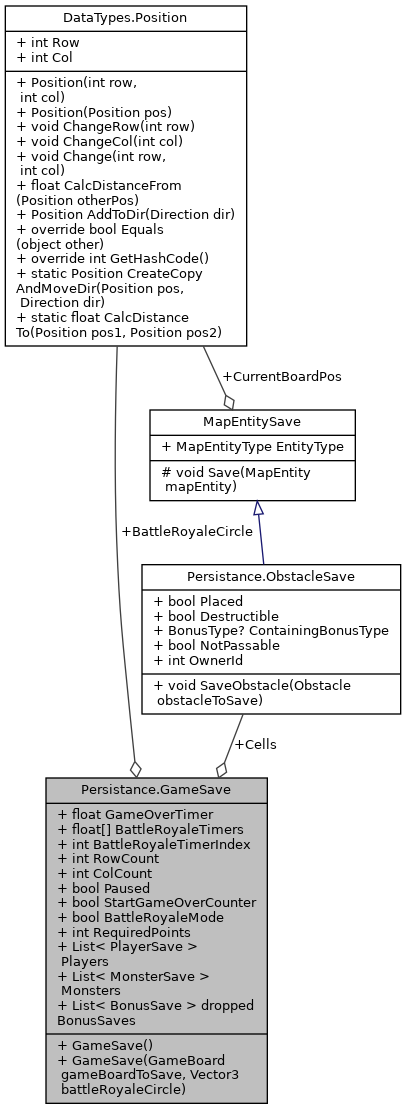 DataTypes.Position
+ int Row
+ int Col
+ Position(int row,
int col)
+ Position(Position pos)
+ void ChangeRow(int row)
+ void ChangeCol(int col)
+ void Change(int row,
int col)
+ float CalcDistanceFrom
(Position otherPos)
+ Position AddToDir(Direction dir)
+ override bool Equals
(object other)
+ override int GetHashCode()
+ static Position CreateCopy
AndMoveDir(Position pos,
Direction dir)
+ static float CalcDistance
To(Position pos1, Position pos2)
+CurrentBoardPos
MapEntitySave
+ MapEntityType EntityType
# void Save(MapEntity
mapEntity)
+BattleRoyaleCircle
Persistance.ObstacleSave
+ bool Placed
+ bool Destructible
+ BonusType? ContainingBonusType
+ bool NotPassable
+ int OwnerId
+ void SaveObstacle(Obstacle
obstacleToSave)
+Cells
Persistance.GameSave
+ float GameOverTimer
+ float[] BattleRoyaleTimers
+ int BattleRoyaleTimerIndex
+ int RowCount
+ int ColCount
+ bool Paused
+ bool StartGameOverCounter
+ bool BattleRoyaleMode
+ int RequiredPoints
+ List< PlayerSave >
Players
+ List< MonsterSave >
Monsters
+ List< BonusSave > dropped
BonusSaves
+ GameSave()
+ GameSave(GameBoard
gameBoardToSave, Vector3
battleRoyaleCircle)